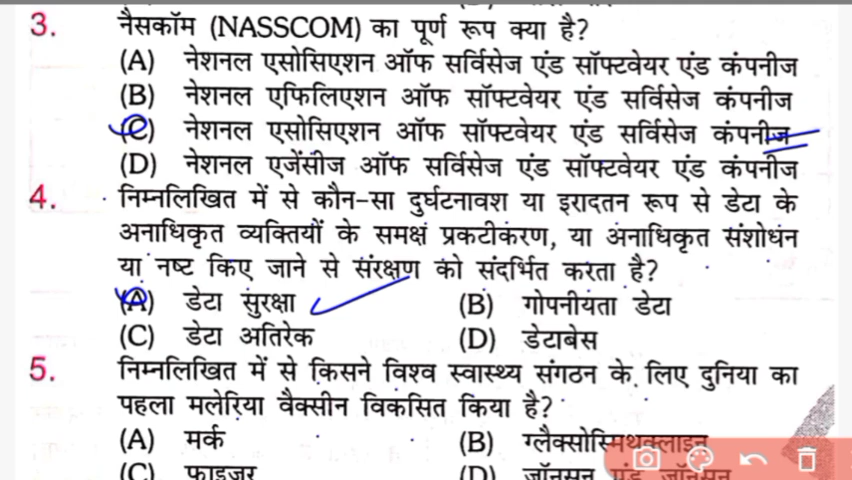 3. नैसकॉम (NASSCOM) का पूर्ण रूप क्या है?
(A) नेशनल एसोसिएशन ऑफ सर्विसेज एंड सॉफ्टवेयर एंड कंपनीज
(B) नेशनल एफिलिएशन ऑफ सॉफ्टवेयर एंड सर्विसेज कंपनीज
(C) नेशनल एसोसिएशन ऑफ सॉफ्टवेयर एंड सर्विसेज कंपनीज
(D) नेशनल एजेंसीज ऑफ सर्विसेज एंड सॉफ्टवेयर एंड कंपनीज
4. निम्नलिखित में से कौन-सा दुर्घटनावश या इरादतन रूप से डेटा के
अनाधिकृत व्यक्तियों के समक्ष प्रकटीकरण, या अनाधिकृत संशोधन
या नष्ट किए जाने से संरक्षण को संदर्भित करता है?
(A) डेटा सुरक्षा (B) गोपनीयता डेटा
(C) डेटा अतिरेक (D) डेटाबेस
5. निम्नलिखित में से किसने विश्व स्वास्थ्य संगठन के लिए दुनिया का
पहला मलेरिया वैक्सीन विकसित किया है?
(A) मर्क (B) ग्लैक्सोस्मिथक्लाइन
(C) फाइजर (D) जॉनसन एंड जॉनसन